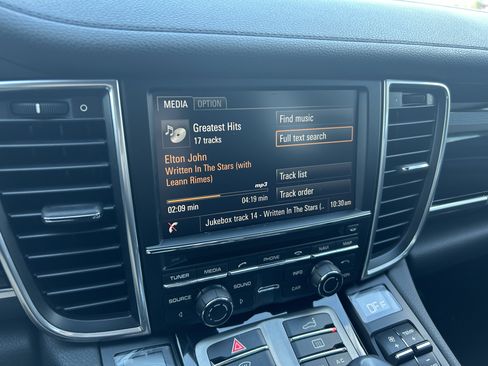 MEDIA OPTION
Greatest Hits
17 tracks
Elton John
Written In The Stars (with
Leann Rimes)
mp3
02:09 min 04:19 min
Find music
Full text search
Track list
Track order
Jukebox track 14 - Written In The Stars (.. 10:30am
TUNER MEDIA PHONE NAVI MAP
SOURCE SOUND INFO
CAR
OFF
A/C